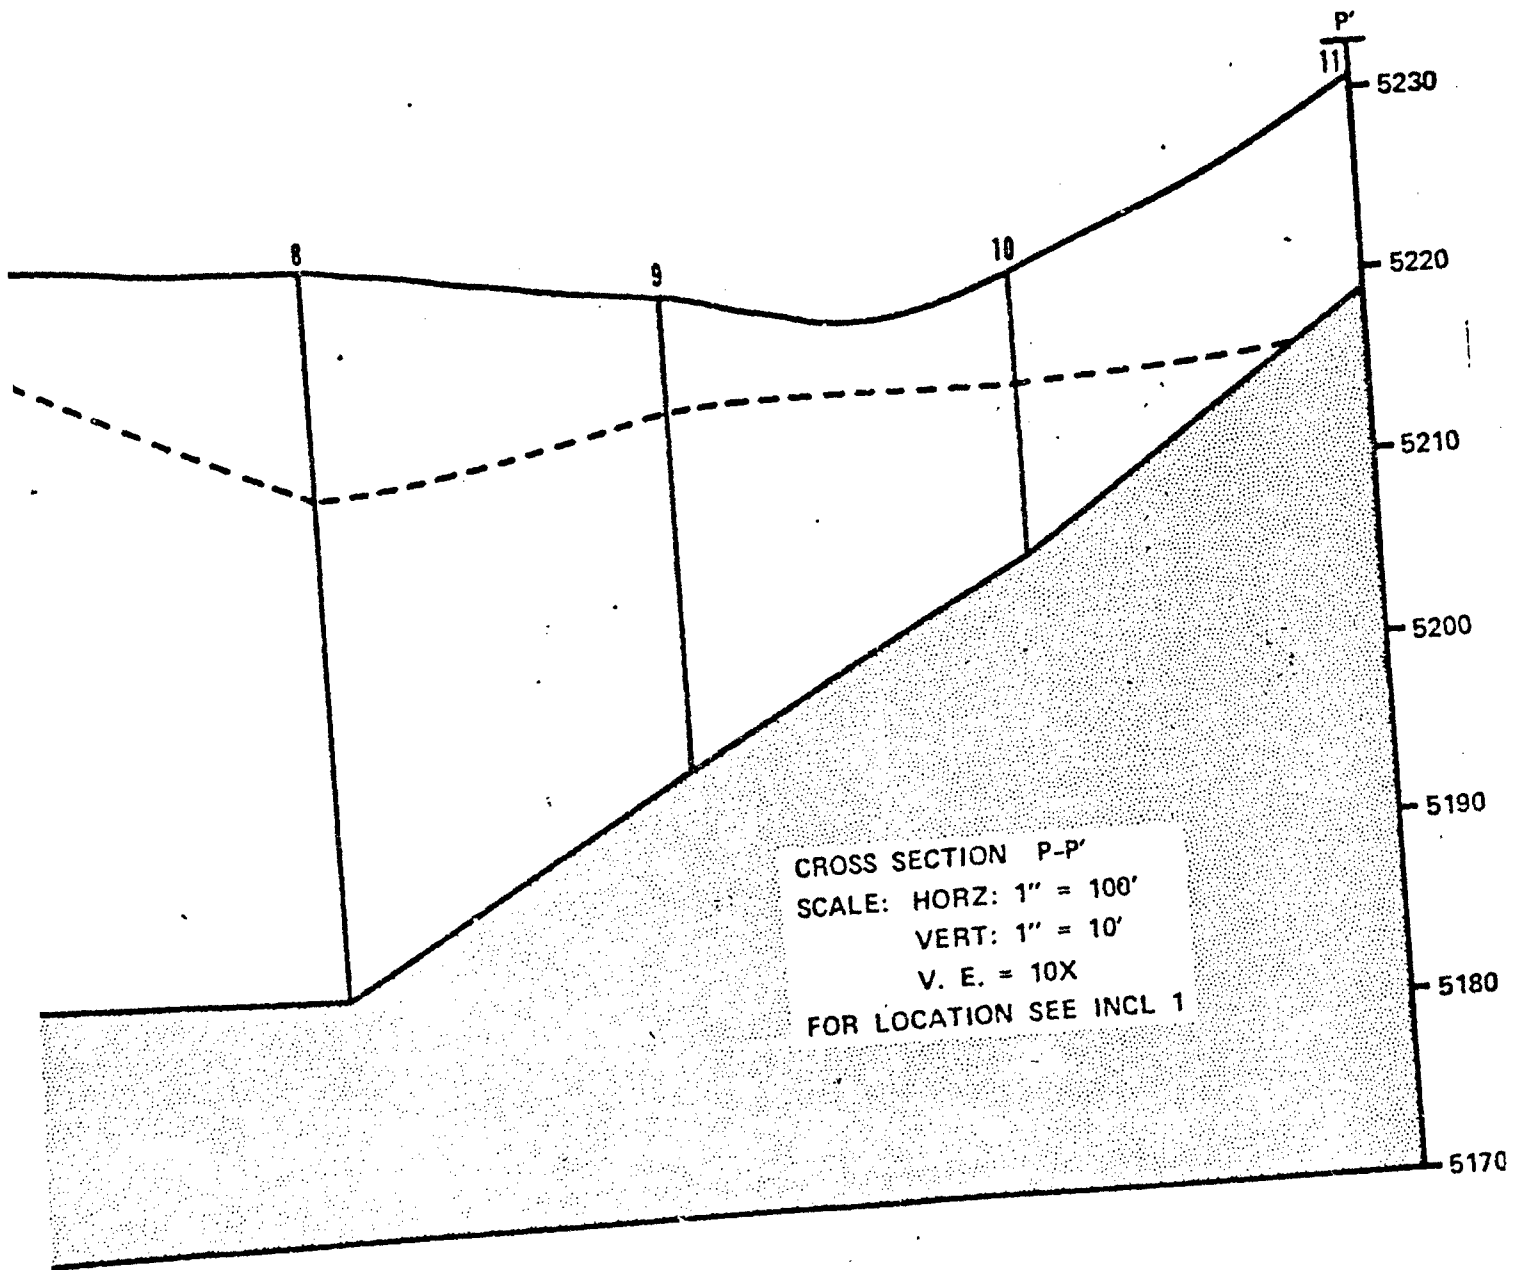 P'
11
5230
8
9
10
5220
5210
5200
5190
CROSS SECTION P-P'
SCALE: HORZ: 1" = 100'
VERT: 1" = 10'
V. E. = 10X
FOR LOCATION SEE INCL 1
5180
5170